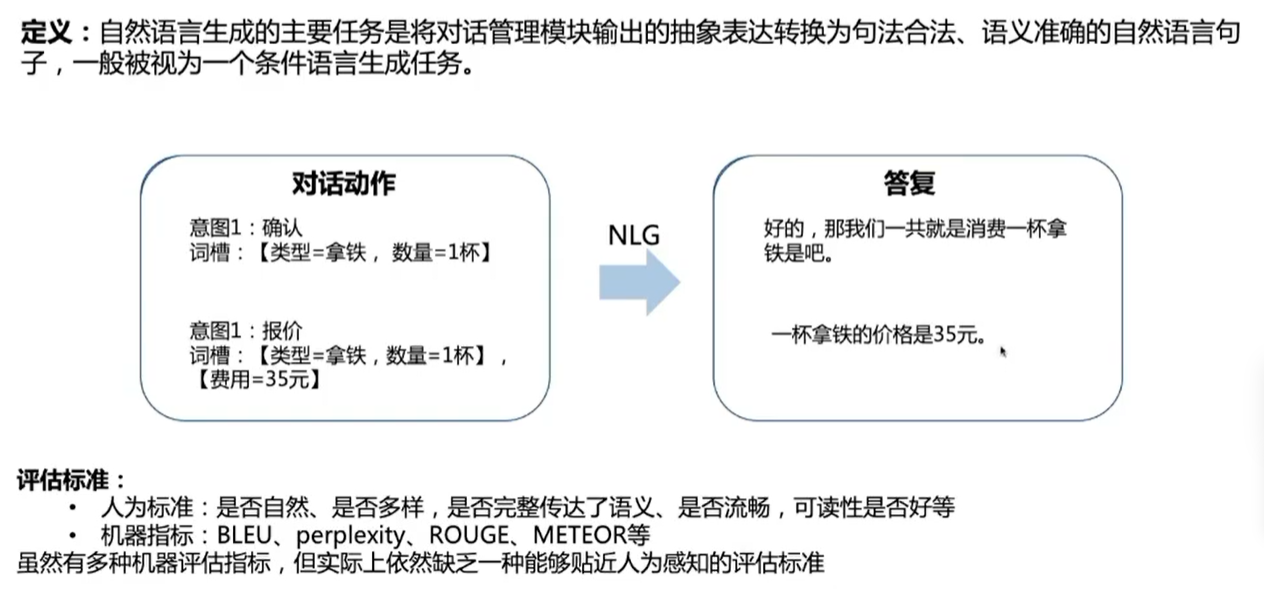 定义：自然语言生成的主要任务是将对话管理模块输出的抽象表达转换为句法合法、语义准确的自然语言句
子，一般被视为一个条件语言生成任务。
对话动作
意图1：确认
词槽：【类型=拿铁， 数量=1杯】
意图1：报价
词槽：【类型=拿铁，数量=1杯】，
【费用=35元】
NLG
答复
好的，那我们一共就是消费一杯拿
铁是吧。
一杯拿铁的价格是35元。
评估标准：
• 人为标准：是否自然、是否多样，是否完整传达了语义、是否流畅，可读性是否好等
• 机器指标：BLEU、perplexity、ROUGE、METEOR等
虽然有多种机器评估指标，但实际上依然缺乏一种能够贴近人为感知的评估标准